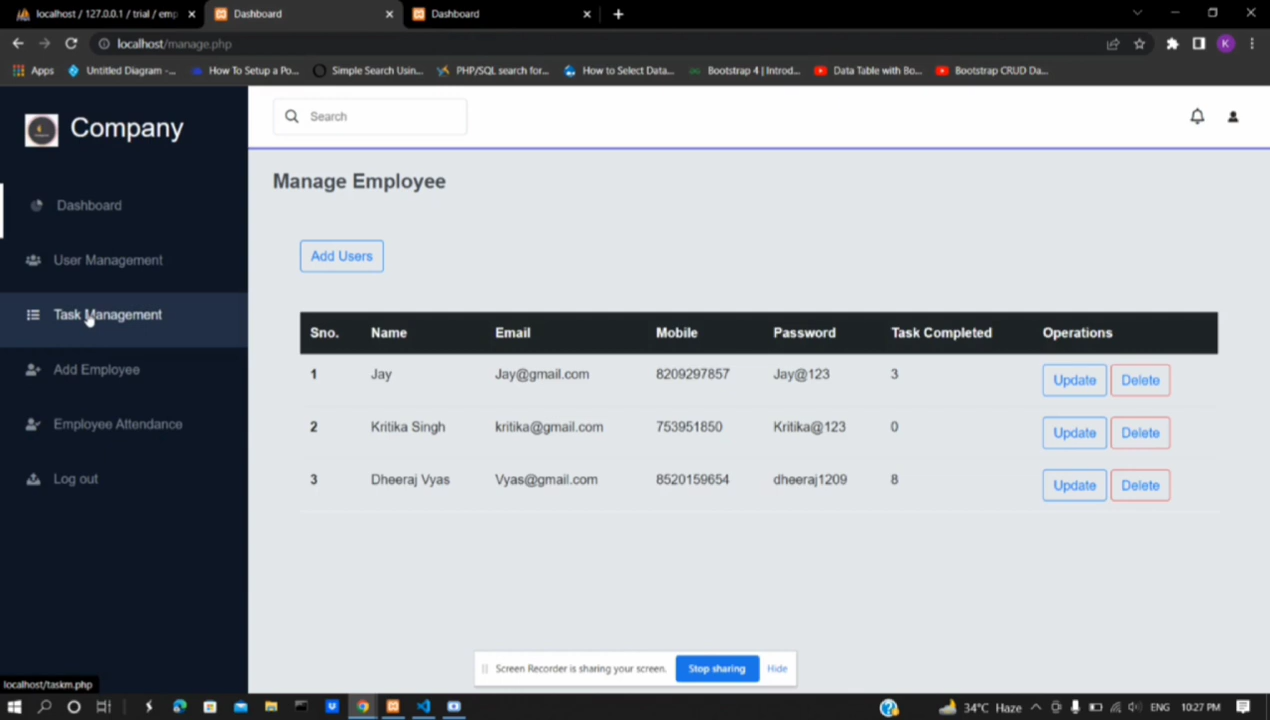 localhost / 127.0.0.1 / trial / emp
Dashboard
Dashboard
localhost/manage.php
Apps
Untitled Diagram -...
How To Setup a Po...
Simple Search Usin...
PHP/SQL search for...
How to Select Data...
Bootstrap 4 | Introd...
Data Table with Bo...
Bootstrap CRUD Da...
K
Company
Search
Dashboard
User Management
Task Management
Add Employee
Employee Attendance
Log out
Manage Employee
Add Users
Sno. Name Email Mobile Password Task Completed Operations
1 Jay Jay@gmail.com 8209297857 Jay@123 3 Update Delete
2 Kritika Singh kritika@gmail.com 753951850 Kritika@123 0 Update Delete
3 Dheeraj Vyas Vyas@gmail.com 8520159654 dheeraj1209 8 Update Delete
Screen Recorder is sharing your screen. Stop sharing Hide
localhost/taskm.php
34°C Haze ENG 10:27 PM